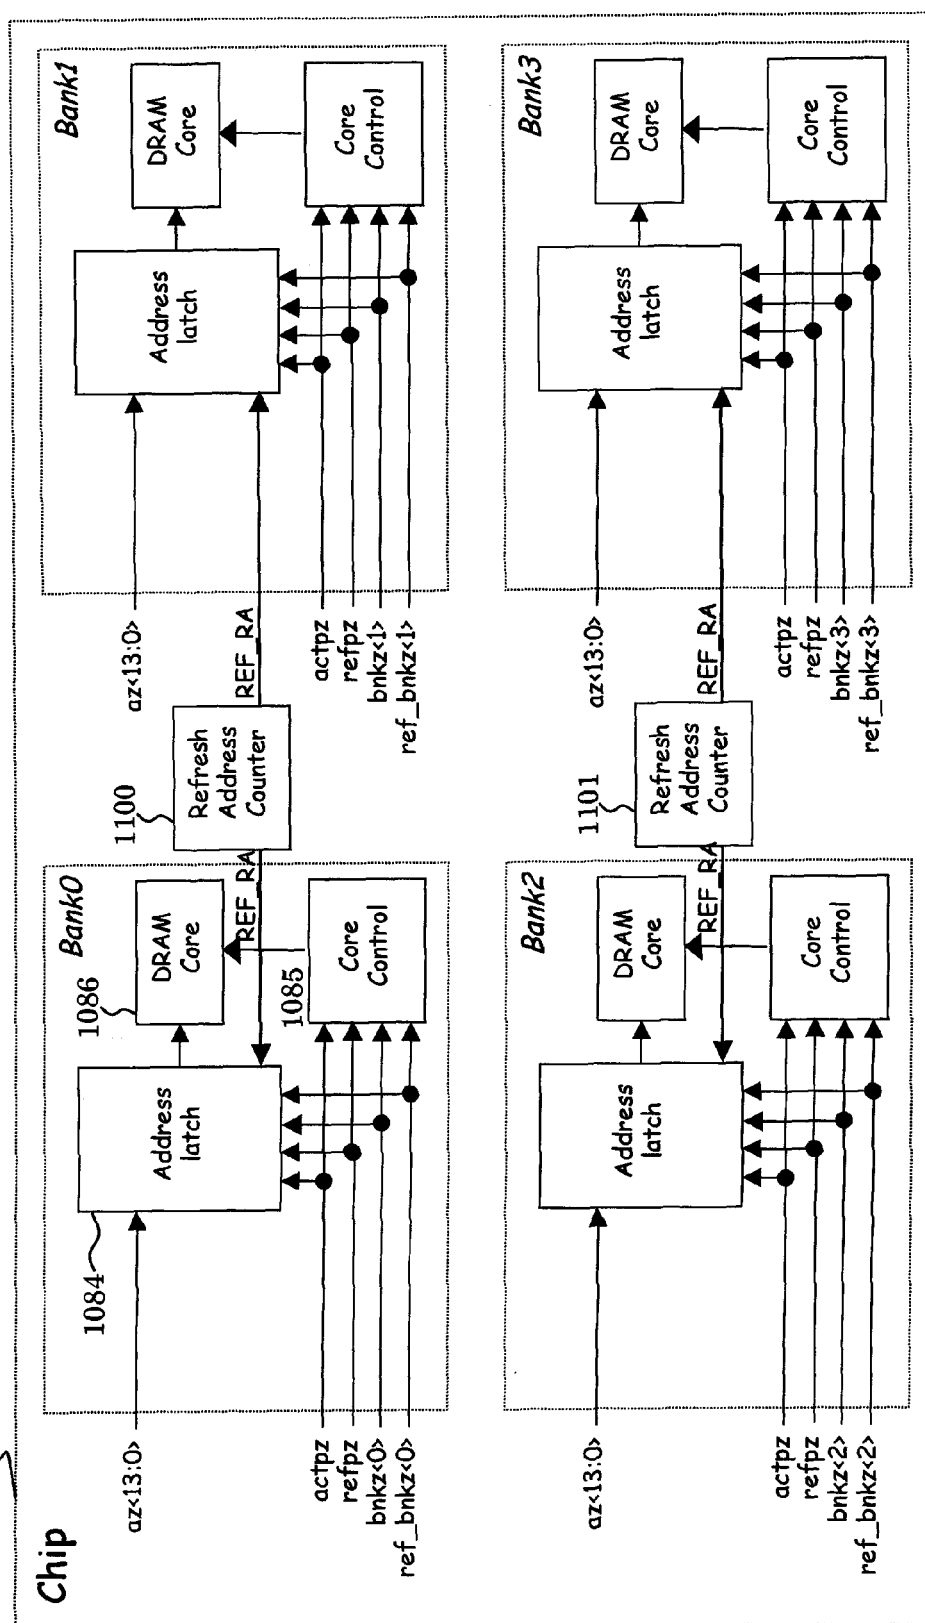 Chip
Bank0
az<13:0>
1084
Address
latch
1086
DRAM
Core
1085
Core
Control
actpz
refpz
bnkz<0>
ref_bnkz<0>
REF_RA
1100
Refresh
Address
Counter
REF_RA
Bank1
az<13:0>
Address
latch
DRAM
Core
Core
Control
actpz
refpz
bnkz<1>
ref_bnkz<1>
Bank2
az<13:0>
Address
latch
DRAM
Core
Core
Control
actpz
refpz
bnkz<2>
ref_bnkz<2>
REF_RA
1101
Refresh
Address
Counter
REF_RA
Bank3
az<13:0>
Address
latch
DRAM
Core
Core
Control
actpz
refpz
bnkz<3>
ref_bnkz<3>